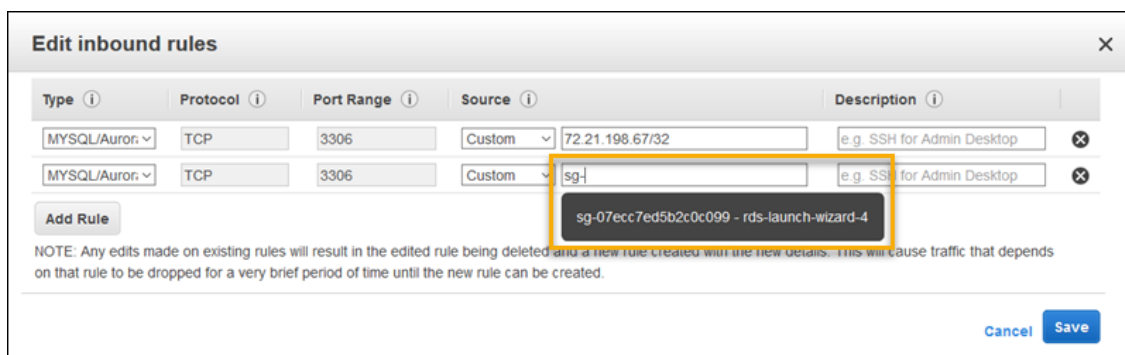 Edit inbound rules
Type Protocol Port Range Source Description
MYSQL/Auror TCP 3306 Custom 72.21.198.67/32 e.g. SSH for Admin Desktop
MYSQL/Auror TCP 3306 Custom sg- e.g. SSH for Admin Desktop
sg-07ecc7ed5b2c0c099 - rds-launch-wizard-4
Add Rule
NOTE: Any edits made on existing rules will result in the edited rule being deleted and a new rule created with the new details. This will cause traffic that depends
on that rule to be dropped for a very brief period of time until the new rule can be created.
Cancel Save